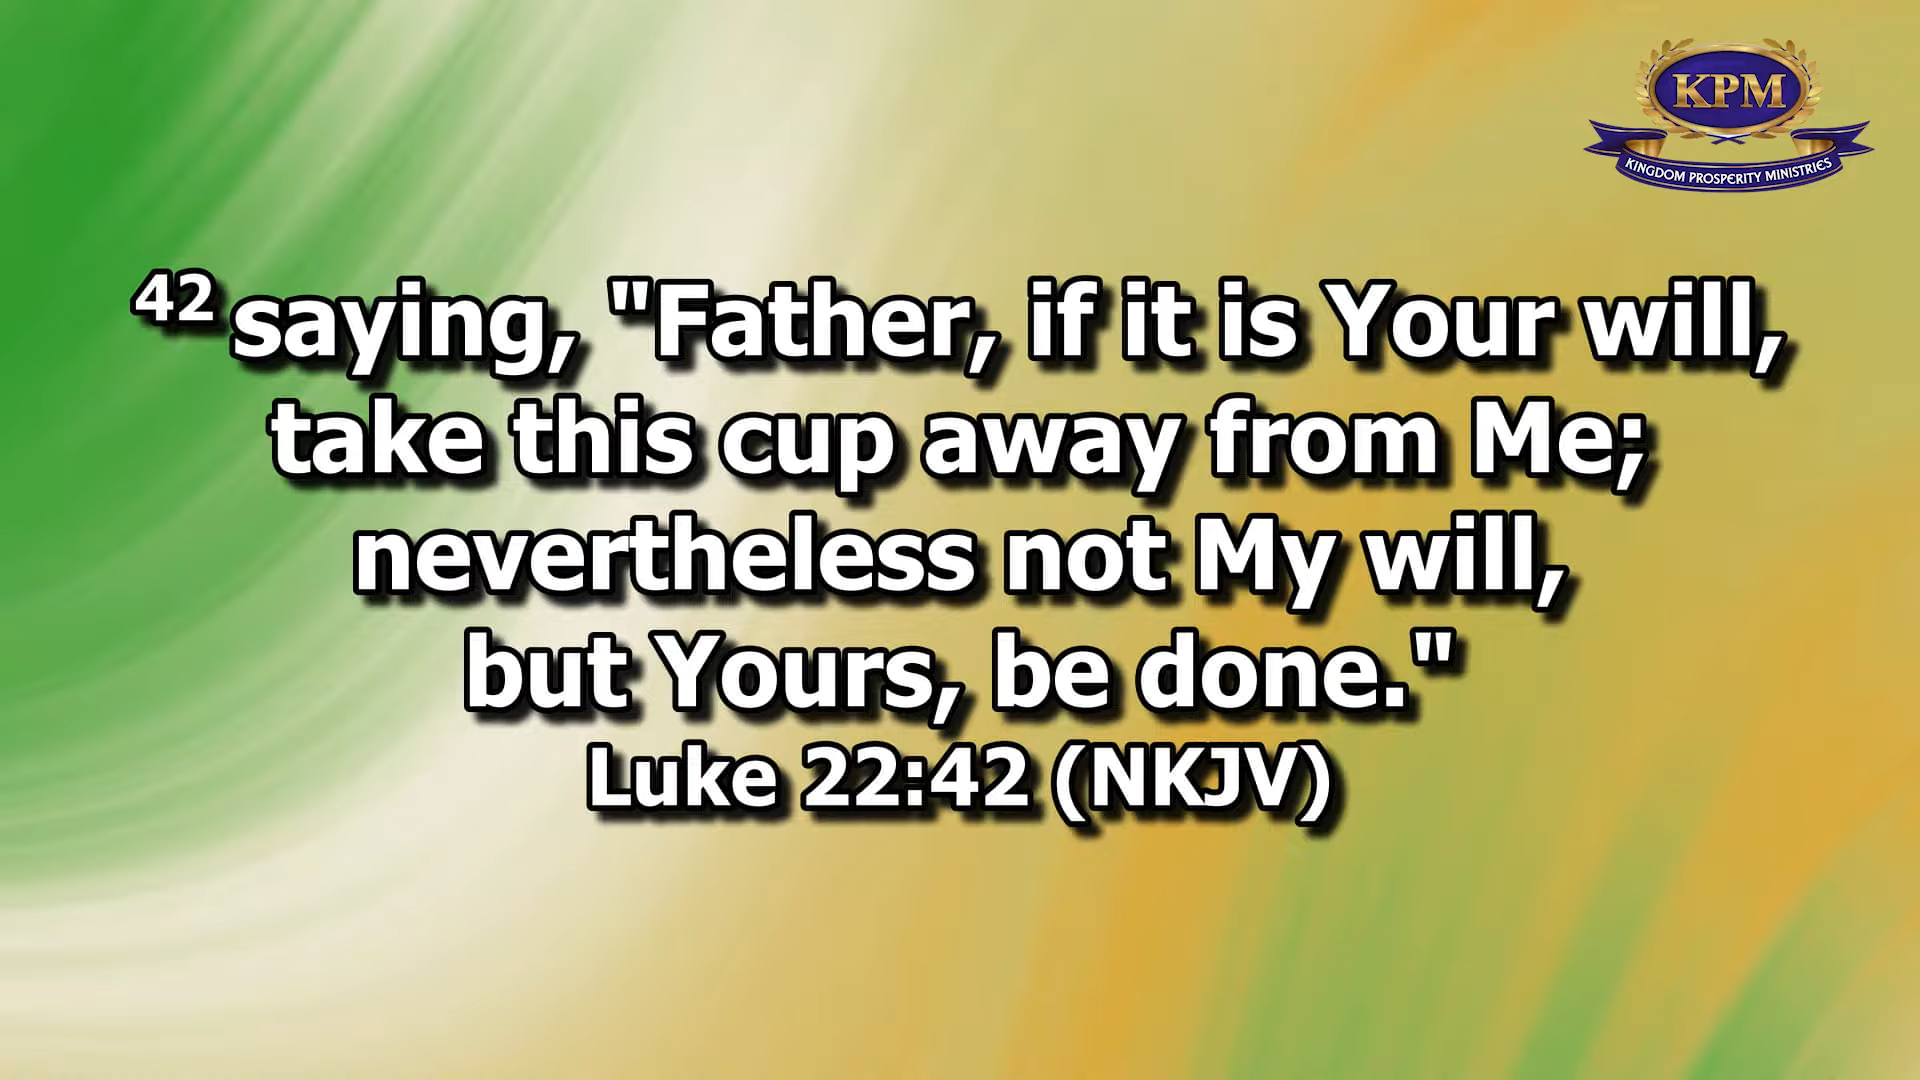 KPM
KINGDOM PROSPERITY MINISTRIES
42 saying, "Father, if it is Your will,
take this cup away from Me;
nevertheless not My will,
but Yours, be done."
Luke 22:42 (NKJV)